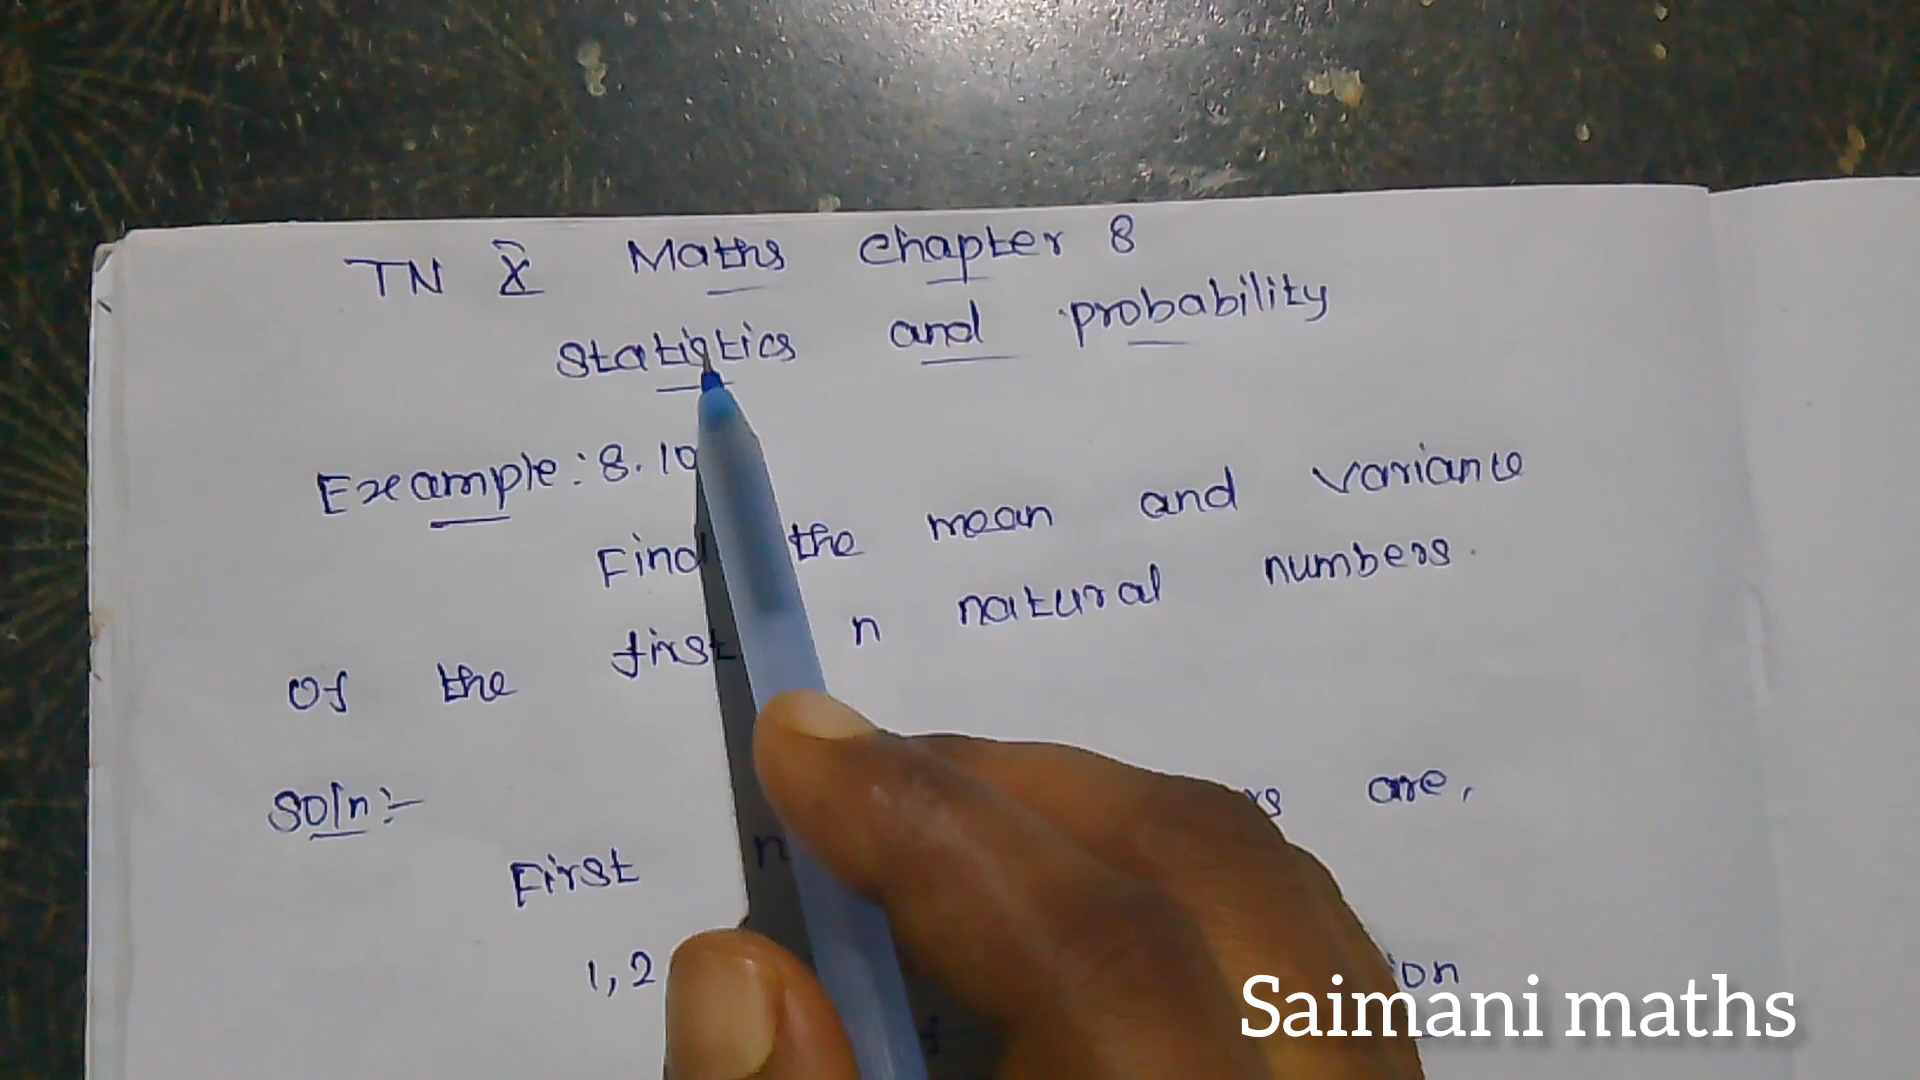 TN X Maths Chapter 8
Statistics and probability
Example: 8.10
Find the mean and variance
of the first n natural numbers.
Soln:-
First n are,
1, 2
Saimani maths